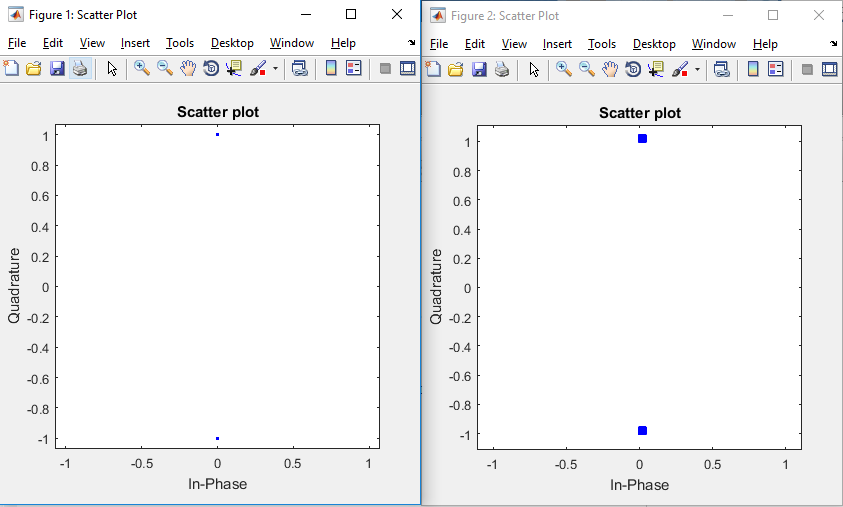 Figure 1: Scatter Plot
File Edit View Insert Tools Desktop Window Help
Scatter plot
1
0.8
0.6
0.4
0.2
0
-0.2
-0.4
-0.6
-0.8
-1
Quadrature
-1 -0.5 0 0.5 1
In-Phase
Figure 2: Scatter Plot
File Edit View Insert Tools Desktop Window Help
Scatter plot
1
0.8
0.6
0.4
0.2
0
-0.2
-0.4
-0.6
-0.8
-1
Quadrature
-1 -0.5 0 0.5 1
In-Phase